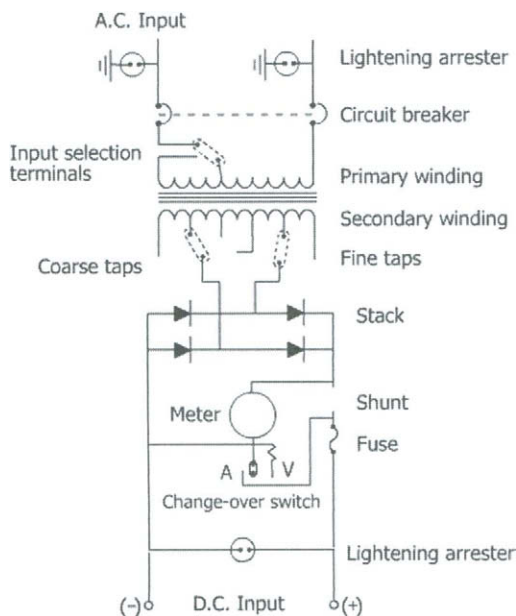 A.C. Input
Lightening arrester
Circuit breaker
Input selection
terminals
Primary winding
Secondary winding
Coarse taps
Fine taps
Stack
Meter
Shunt
Fuse
A
V
Change-over switch
Lightening arrester
(-)
D.C. Input
(+)